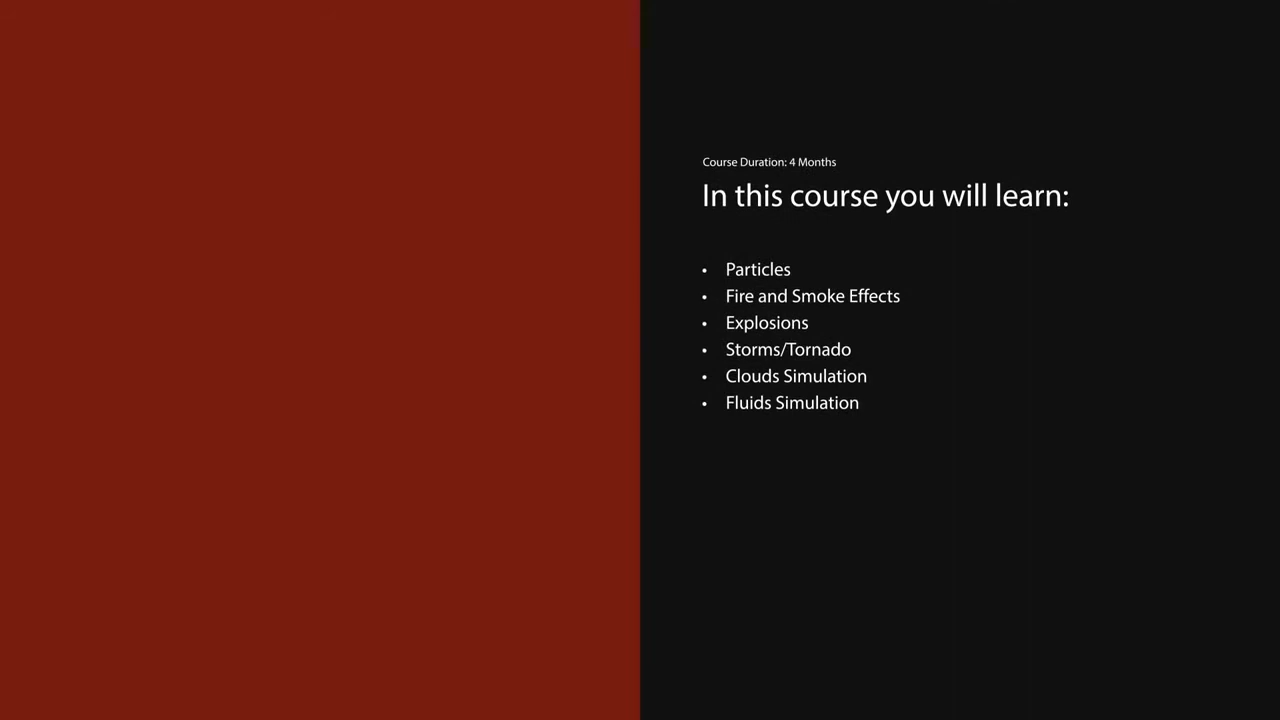 Course Duration: 4 Months
In this course you will learn:
• Particles
• Fire and Smoke Effects
• Explosions
• Storms/Tornado
• Clouds Simulation
• Fluids Simulation